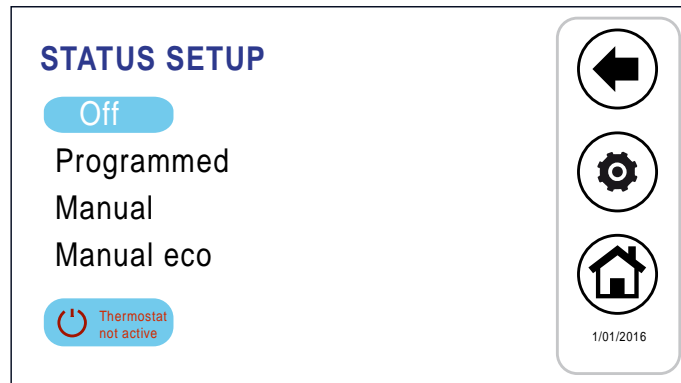 STATUS SETUP
Off
Programmed
Manual
Manual eco
Thermostat
not active
1/01/2016